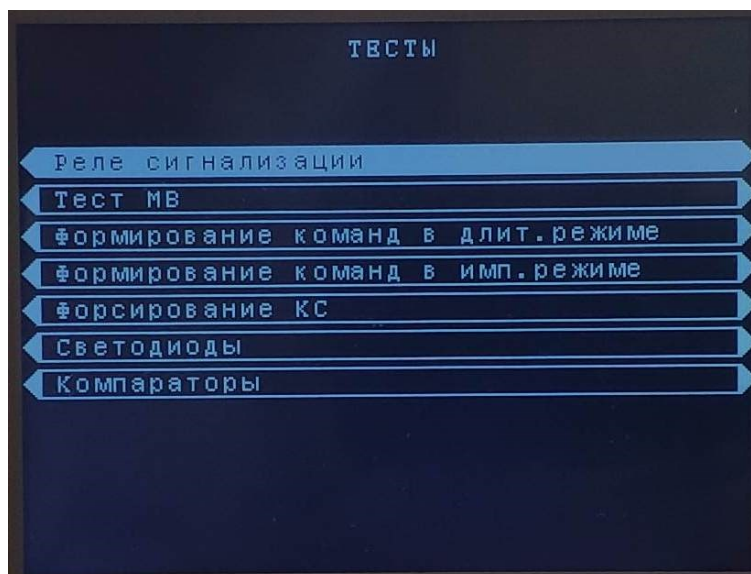 ТЕСТЫ
Реле сигнализации
Тест МВ
Формирование команд в длит.режиме
Формирование команд в имп.режиме
Форсирование КС
Светодиоды
Компараторы